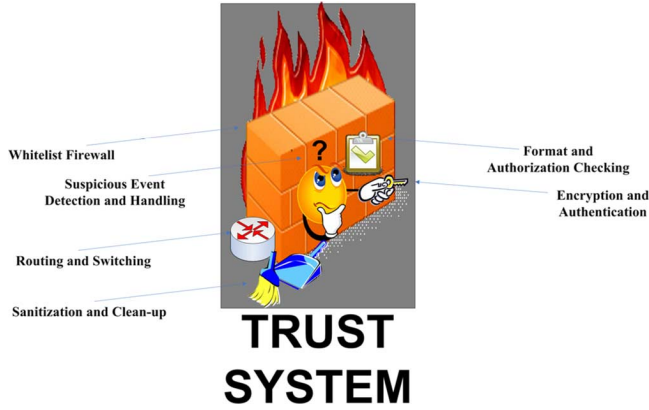 Whitelist Firewall
Suspicious Event
Detection and Handling
Routing and Switching
Sanitization and Clean-up
?
Format and
Authorization Checking
Encryption and
Authentication
TRUST
SYSTEM